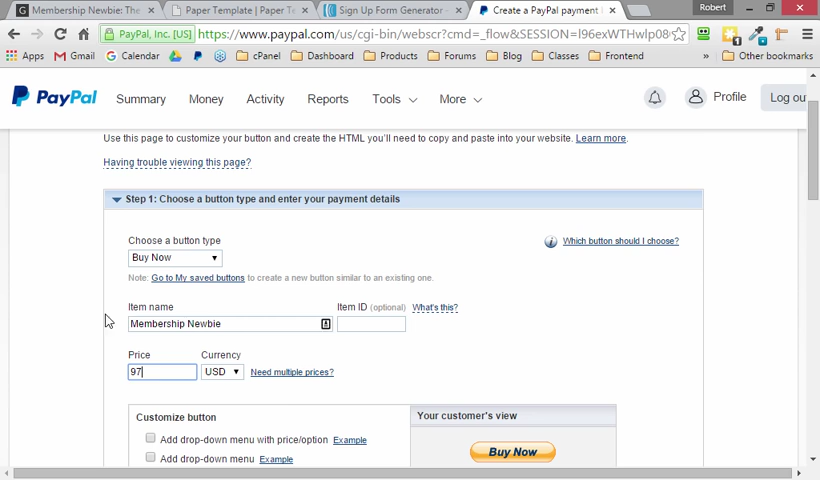 Membership Newbie: The
Paper Template | Paper Te
Sign Up Form Generator -
Create a PayPal payment
Robert
PayPal, Inc. [US]
https://www.paypal.com/us/cgi-bin/webscr?cmd=_flow&SESSION=l96exWTHwlp08
Apps
Gmail
Google Calendar
cPanel
Dashboard
Products
Forums
Blog
Classes
Frontend
»
Other bookmarks
PayPal
Summary
Money
Activity
Reports
Tools
More
Profile
Log ou
Use this page to customize your button and create the HTML you'll need to copy and paste into your website. Learn more.
Having trouble viewing this page?
Step 1: Choose a button type and enter your payment details
Choose a button type
Which button should I choose?
Buy Now
Note: Go to My saved buttons to create a new button similar to an existing one.
Item name
Item ID (optional) What's this?
Membership Newbie
Price
Currency
97
USD
Need multiple prices?
Customize button
Your customer's view
Add drop-down menu with price/option Example
Buy Now
Add drop-down menu Example